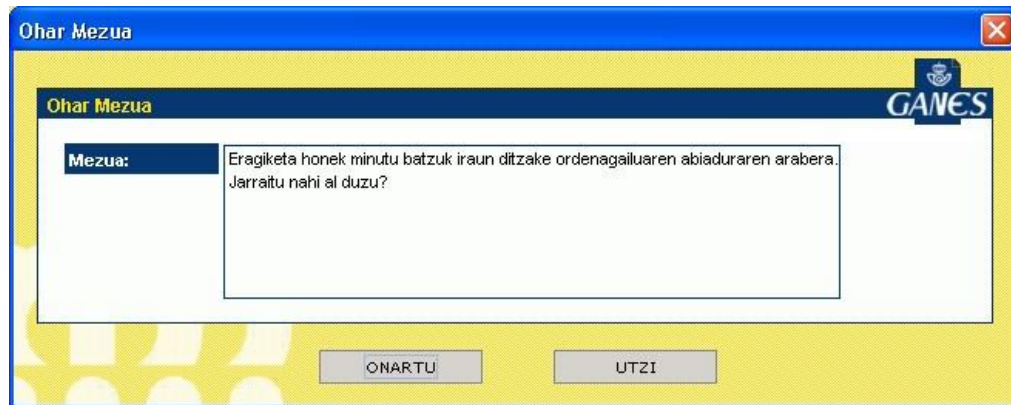 Ohar Mezua
Ohar Mezua
GANES
Mezua:
Eragiketa honek minutu batzuk iraun ditzake ordenagailuaren abiaduraren arabera.
Jarraitu nahi al duzu?
ONARTU
UTZI